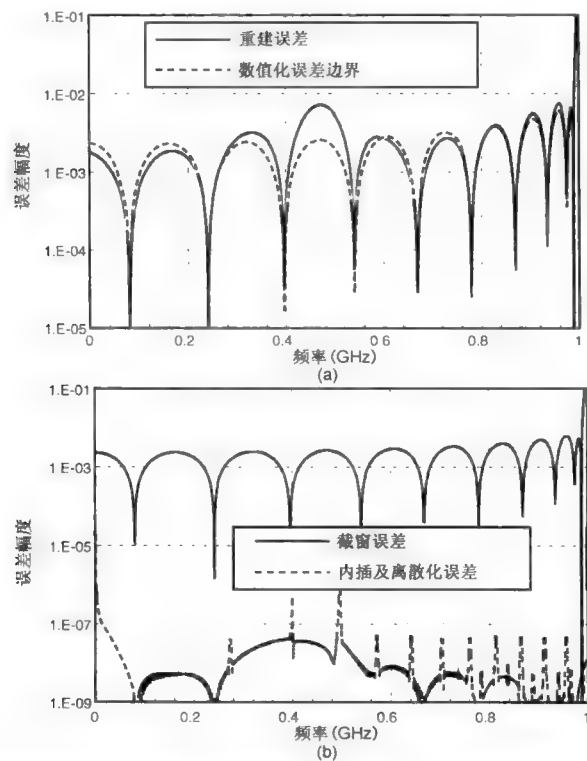 1.E-01
重建误差
数值化误差边界
1.E-02
误差幅度
1.E-03
1.E-04
1.E-05
0
0.2
0.4
0.6
0.8
1
频率(GHz)
(a)
1.E-01
1.E-03
误差幅度
1.E-05
截窗误差
内插及离散化误差
1.E-07
1.E-09
0
0.2
0.4
0.6
0.8
1
频率(GHz)
(b)